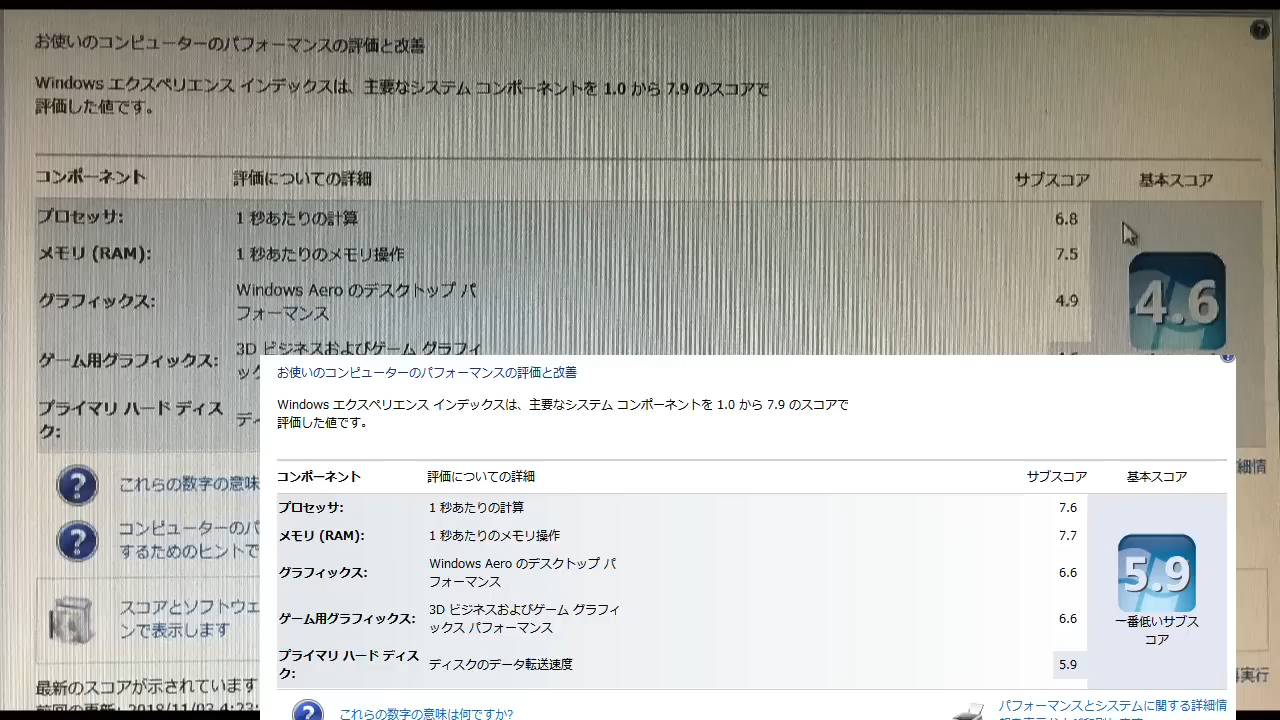 お使いのコンピューターのパフォーマンスの評価と改善
Windows エクスペリエンス インデックスは、主要なシステム コンポーネントを 1.0 から 7.9 のスコアで
評価した値です。
コンポーネント 評価についての詳細 サブスコア 基本スコア
プロセッサ: 1 秒あたりの計算 6.8
メモリ (RAM): 1 秒あたりのメモリ操作 7.5
グラフィックス: Windows Aero のデスクトップ パ
フォーマンス 4.9
4.6
ゲーム用グラフィックス: 3D ビジネスおよびゲーム グラフィ
ック
プライマリ ハード ディス
ク: ディ
これらの数字の意味
細情
コンピューターのパ
するためのヒントで
スコアとソフトウェ
ンで表示します
最新のスコアが示されています
再実行
前回の更新: 2018/11/03 4:23:
お使いのコンピューターのパフォーマンスの評価と改善
Windows エクスペリエンス インデックスは、主要なシステム コンポーネントを 1.0 から 7.9 のスコアで
評価した値です。
コンポーネント 評価についての詳細 サブスコア 基本スコア
プロセッサ: 1 秒あたりの計算 7.6
メモリ (RAM): 1 秒あたりのメモリ操作 7.7
グラフィックス: Windows Aero のデスクトップ パ
フォーマンス 6.6
5.9
一番低いサブス
コア
ゲーム用グラフィックス: 3D ビジネスおよびゲーム グラフィ
ックス パフォーマンス 6.6
プライマリ ハード ディス
ク: ディスクのデータ転送速度 5.9
これらの数字の意味は何ですか?
パフォーマンスとシステムに関する詳細情